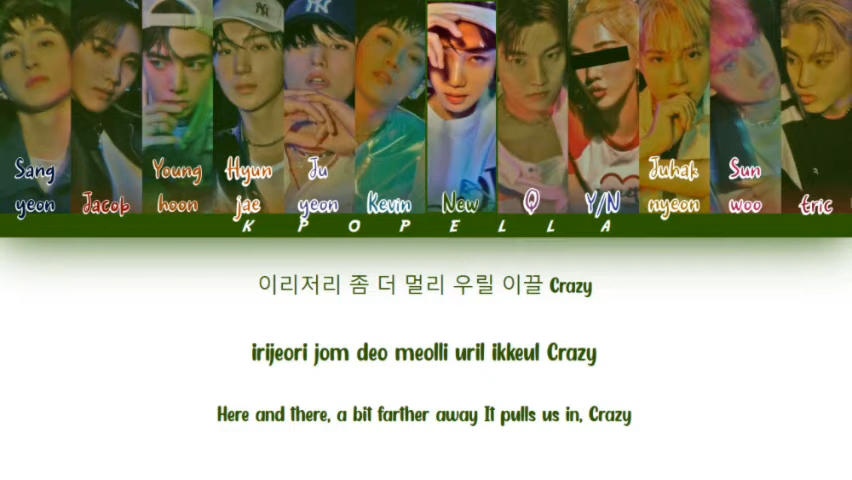 Sang
yeon
Jacob
Young
hoon
Hyun
jae
Ju
yeon
Kevin
New
Q
Y/N
Juhak
nyeon
Sun
woo
Eric
K P O P E L L A
이리저리 좀 더 멀리 우릴 이끌 Crazy
irijeori jom deo meolli uril ikkeul Crazy
Here and there, a bit farther away It pulls us in, Crazy